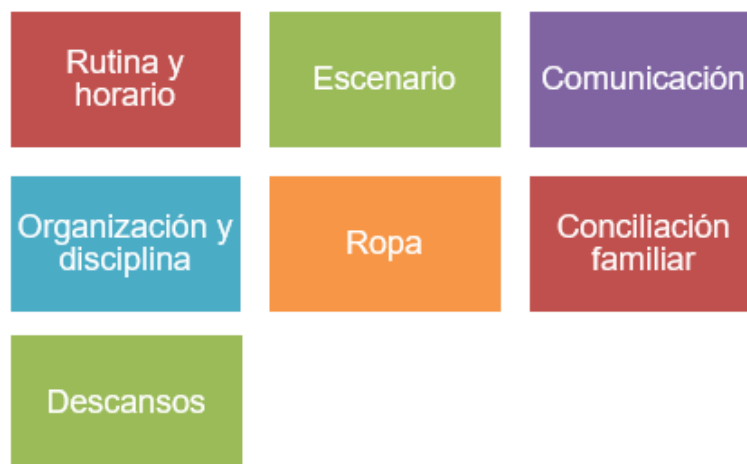 Rutina y
horario
Escenario
Comunicación
Organización y
disciplina
Ropa
Conciliación
familiar
Descansos